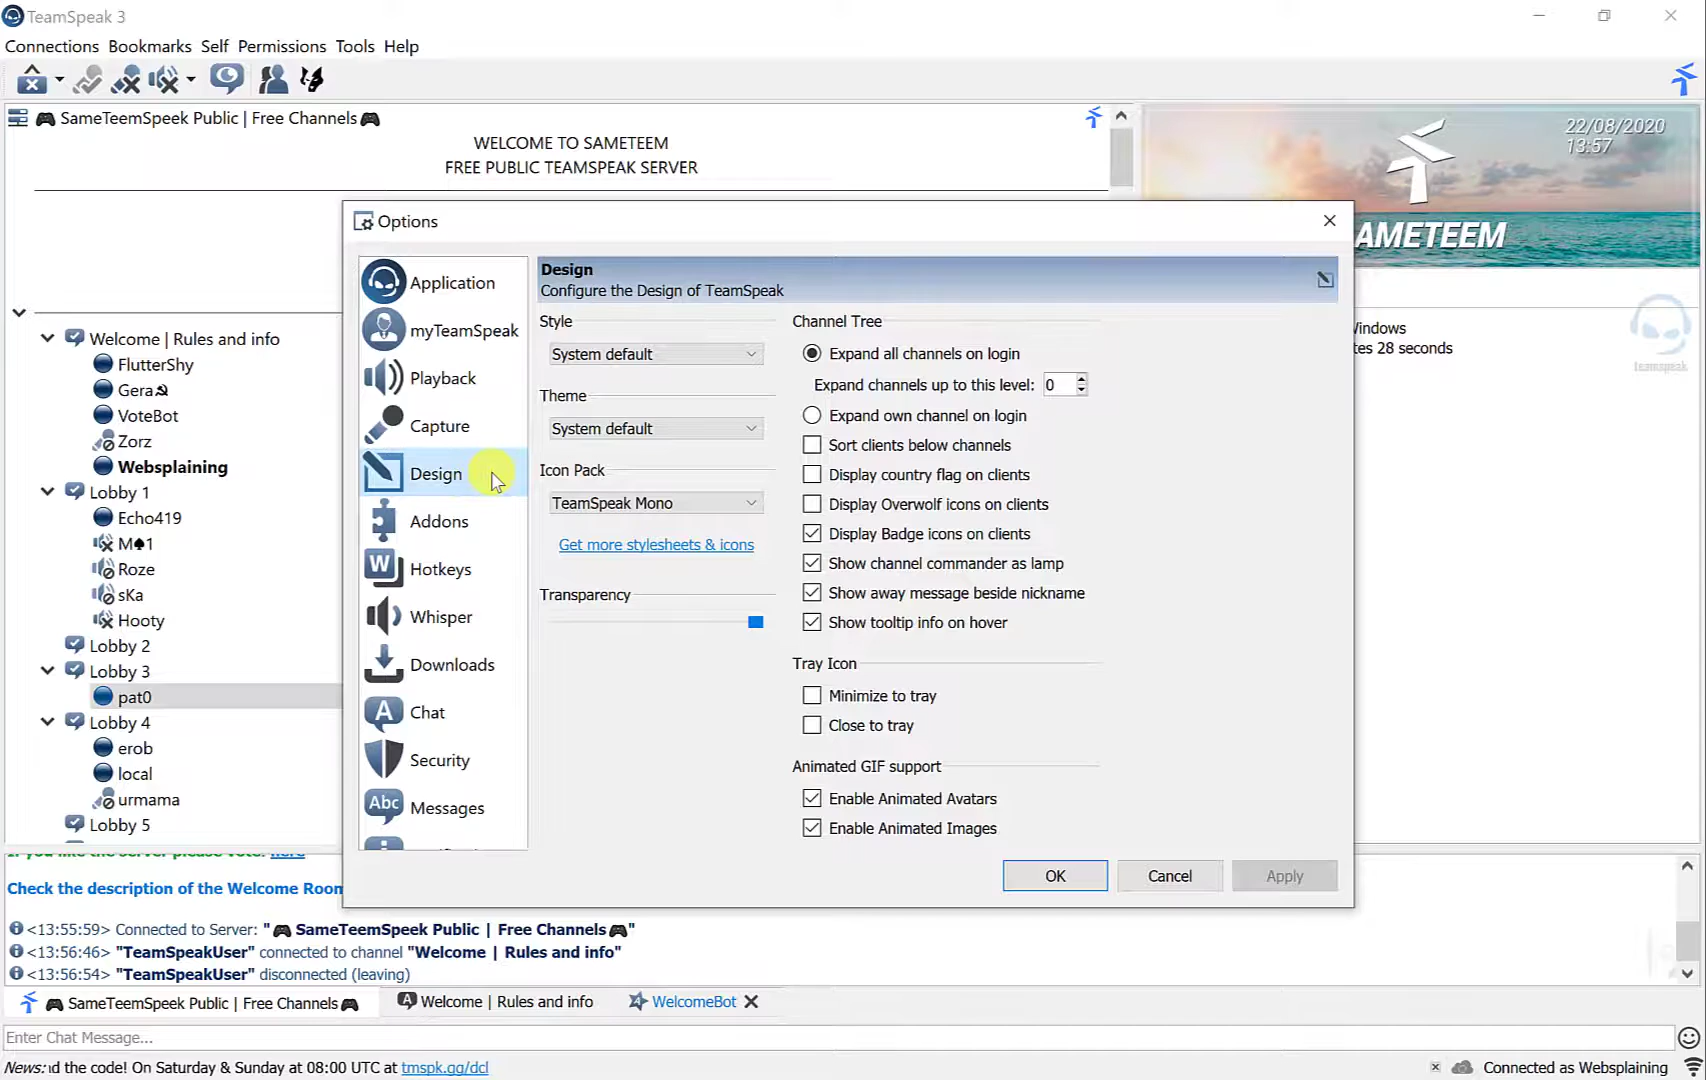 TeamSpeak 3
Connections Bookmarks Self Permissions Tools Help
SameTeemSpeek Public | Free Channels
WELCOME TO SAMETEEM
FREE PUBLIC TEAMSPEAK SERVER
22/08/2020
13:57
AMETEEM
Windows
tes 28 seconds
teamspeak
Welcome | Rules and info
FlutterShy
Gera
VoteBot
Zorz
Websplaining
Lobby 1
Echo419
M♠1
Roze
sKa
Hooty
Lobby 2
Lobby 3
pat0
Lobby 4
erob
local
urmama
Lobby 5
Options
Application
myTeamSpeak
Playback
Capture
Design
Addons
Hotkeys
Whisper
Downloads
Chat
Security
Messages
Design
Configure the Design of TeamSpeak
Style
System default
Theme
System default
Icon Pack
TeamSpeak Mono
Get more stylesheets & icons
Transparency
Channel Tree
Expand all channels on login
Expand channels up to this level: 0
Expand own channel on login
Sort clients below channels
Display country flag on clients
Display Overwolf icons on clients
Display Badge icons on clients
Show channel commander as lamp
Show away message beside nickname
Show tooltip info on hover
Tray Icon
Minimize to tray
Close to tray
Animated GIF support
Enable Animated Avatars
Enable Animated Images
OK Cancel Apply
If you like the server please vote: here
Check the description of the Welcome Room
<13:55:59> Connected to Server: "SameTeemSpeek Public | Free Channels"
<13:56:46> "TeamSpeakUser" connected to channel "Welcome | Rules and info"
<13:56:54> "TeamSpeakUser" disconnected (leaving)
SameTeemSpeek Public | Free Channels Welcome | Rules and info WelcomeBot
Enter Chat Message...
News: d the code! On Saturday & Sunday at 08:00 UTC at tmspk.gg/dcl
Connected as Websplaining